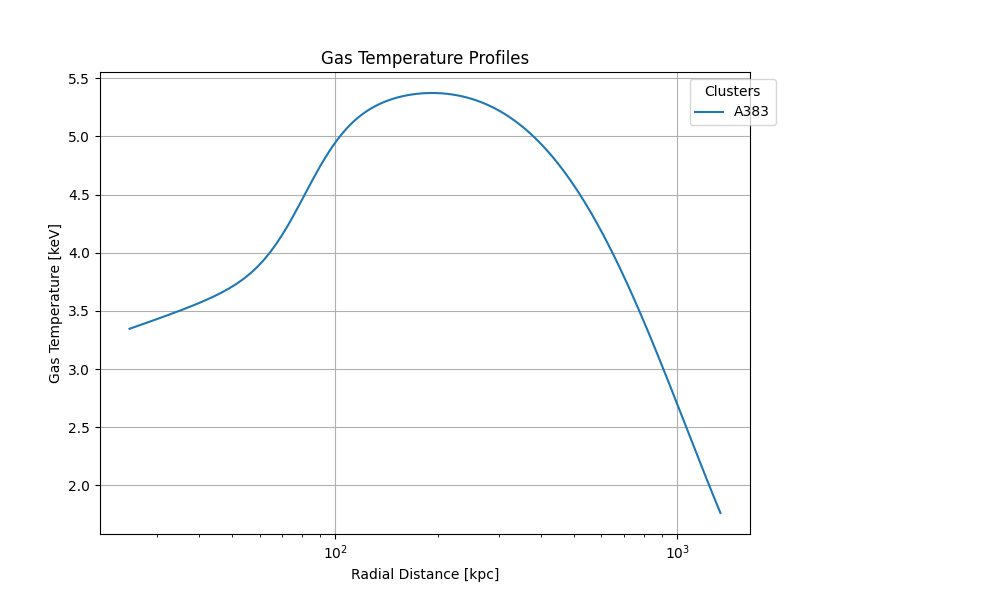 Gas Temperature Profiles
Clusters
A383
Gas Temperature [keV]
5.5
5.0
4.5
4.0
3.5
3.0
2.5
2.0
10²
10³
Radial Distance [kpc]